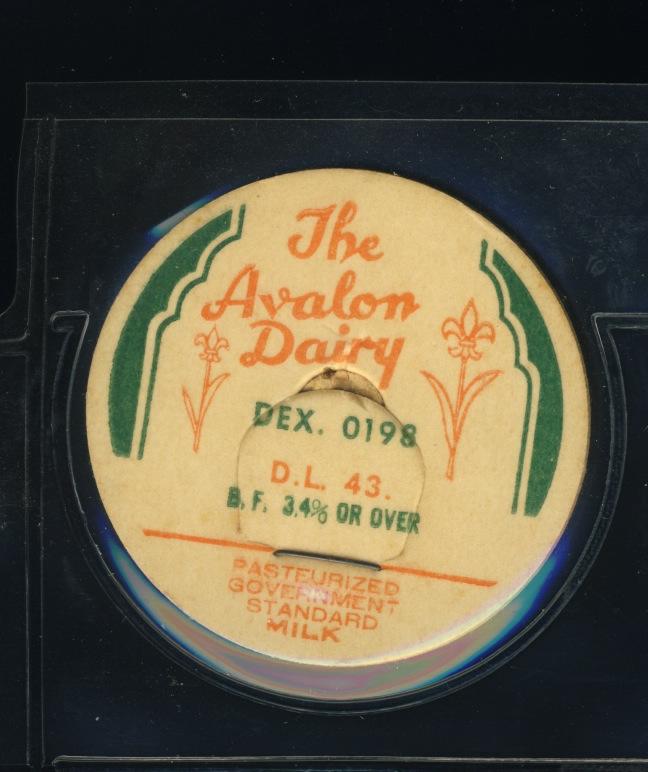 The
Avalon
Dairy
DEX. 0198
D.L. 43.
B.F. 3.4% OR OVER
PASTEURIZED
GOVERNMENT
STANDARD
MILK